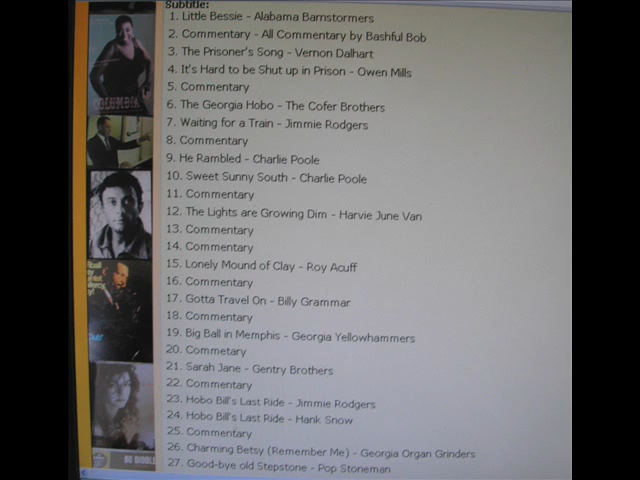 Subtitle:
1. Little Bessie - Alabama Barnstormers
2. Commentary - All Commentary by Bashful Bob
3. The Prisoner's Song - Vernon Dalhart
4. It's Hard to be Shut up in Prison - Owen Mills
5. Commentary
6. The Georgia Hobo - The Cofer Brothers
7. Waiting for a Train - Jimmie Rodgers
8. Commentary
9. He Rambled - Charlie Poole
10. Sweet Sunny South - Charlie Poole
11. Commentary
12. The Lights are Growing Dim - Harvie June Van
13. Commentary
14. Commentary
15. Lonely Mound of Clay - Roy Acuff
16. Commentary
17. Gotta Travel On - Billy Grammar
18. Commentary
19. Big Ball in Memphis - Georgia Yellowhammers
20. Commetary
21. Sarah Jane - Gentry Brothers
22. Commentary
23. Hobo Bill's Last Ride - Jimmie Rodgers
24. Hobo Bill's Last Ride - Hank Snow
25. Commentary
26. Charming Betsy (Remember Me) - Georgia Organ Grinders
27. Good-bye old Stepstone - Pop Stoneman
COLUMBIA